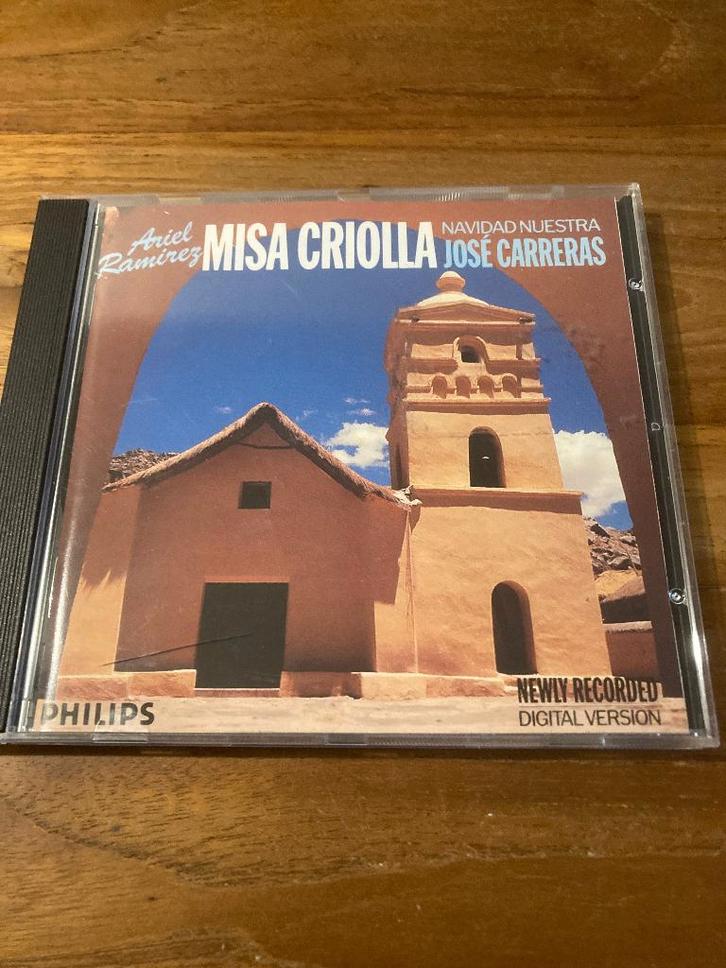 Ariel
Ramirez
MISA CRIOLLA
NAVIDAD NUESTRA
JOSÉ CARRERAS
NEWLY RECORDED
DIGITAL VERSION
PHILIPS